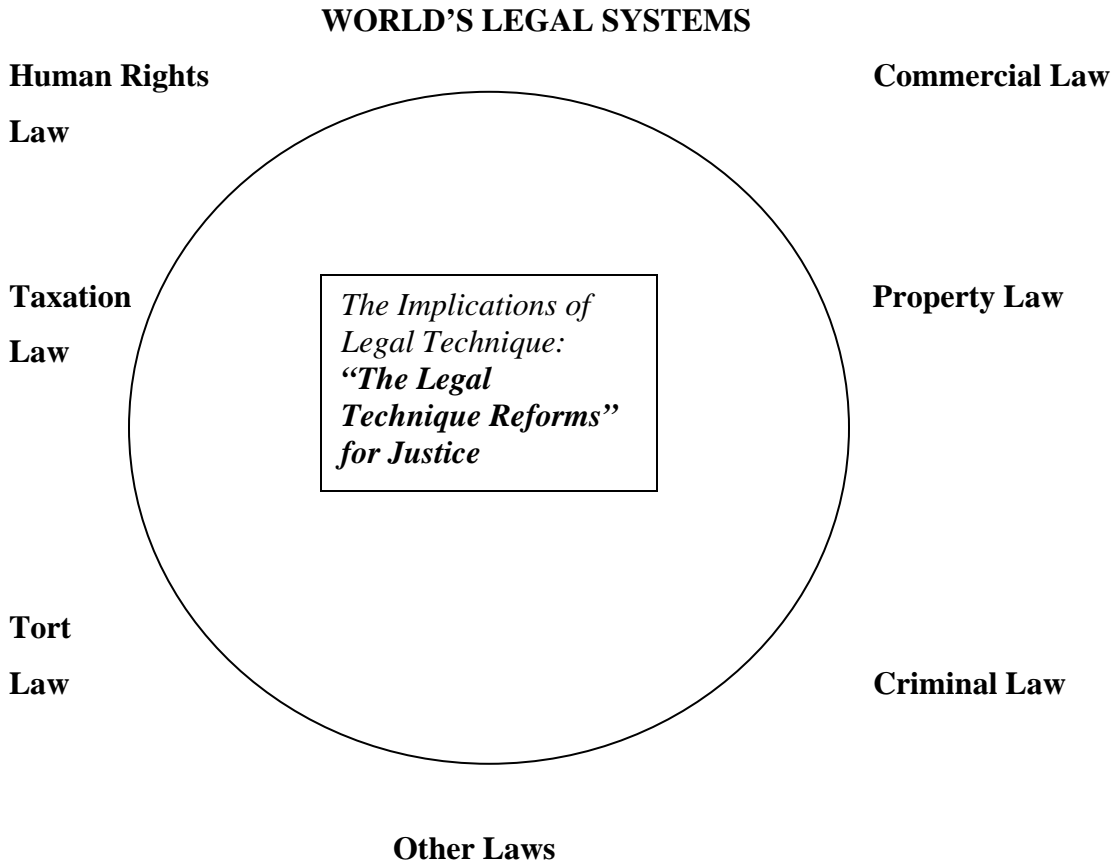 WORLD’S LEGAL SYSTEMS
Human Rights
Law
Commercial Law
Taxation
Law
The Implications of
Legal Technique:
“The Legal
Technique Reforms”
for Justice
Property Law
Tort
Law
Criminal Law
Other Laws